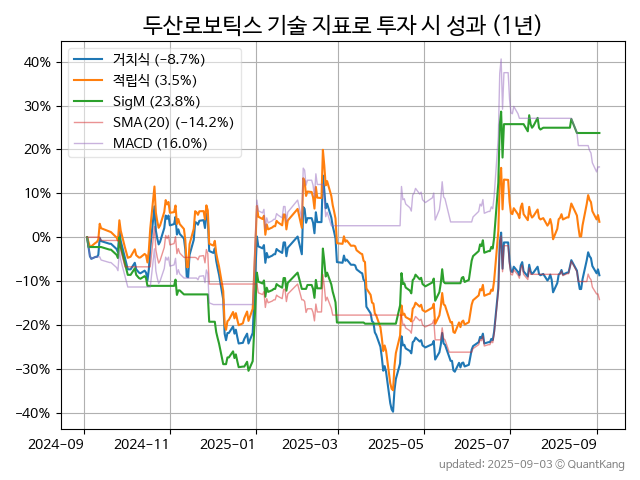 두산로보틱스 기술 지표로 투자 시 성과 (1년)
거치식 (−8.7%)
적립식 (3.5%)
SigM (23.8%)
SMA(20) (−14.2%)
MACD (16.0%)
40%
30%
20%
10%
0%
−10%
−20%
−30%
−40%
2024-09 2024-11 2025-01 2025-03 2025-05 2025-07 2025-09
updated: 2025-09-03 © QuantKang